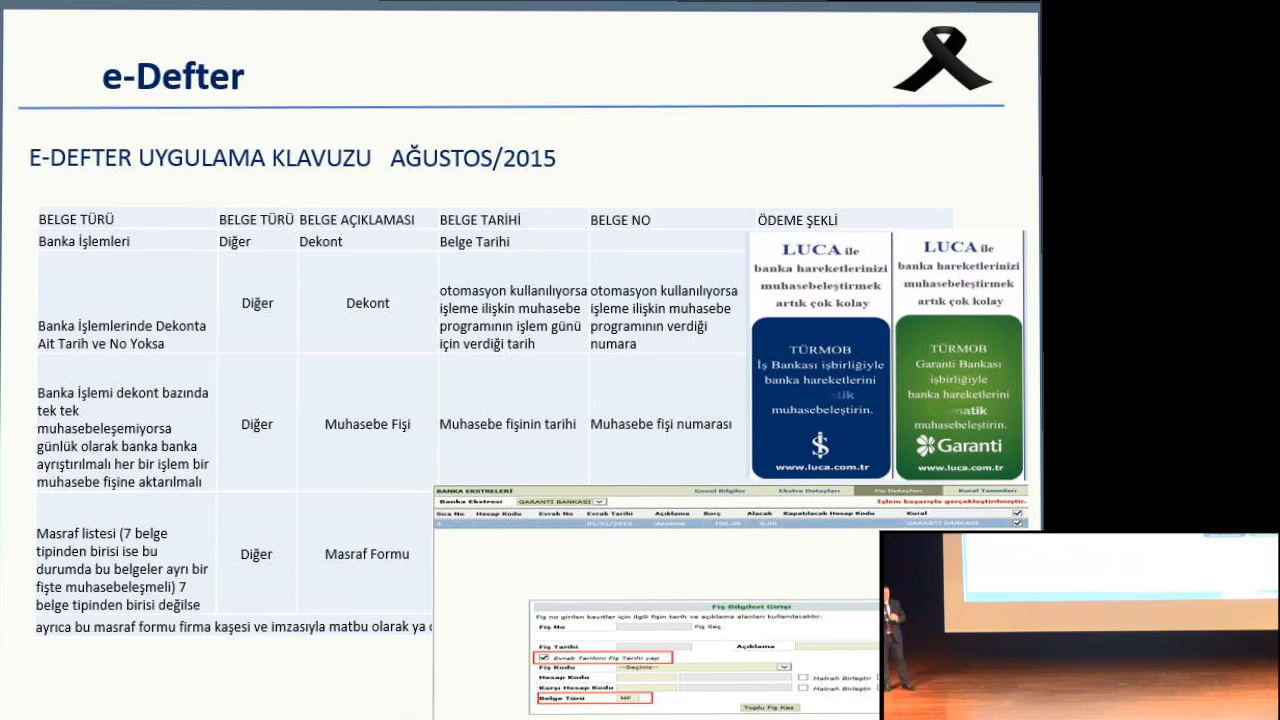 e-Defter
E-DEFTER UYGULAMA KLAVUZU AĞUSTOS/2015
BELGE TÜRÜ BELGE TÜRÜ BELGE AÇIKLAMASI BELGE TARİHİ BELGE NO ÖDEME ŞEKLİ
Banka İşlemleri Diğer Dekont Belge Tarihi
Banka İşlemlerinde Dekonta
Ait Tarih ve No Yoksa
Diğer
Dekont
otomasyon kullanılıyorsa
işleme ilişkin muhasebe
programının işlem günü
için verdiği tarih
otomasyon kullanılıyorsa
işleme ilişkin muhasebe
programının verdiği
numara
Banka İşlemi dekont bazında
tek tek
muhasebeleşemiyorsa
günlük olarak banka banka
ayrıştırılmalı her bir işlem bir
muhasebe fişine aktarılmalı
Diğer
Muhasebe Fişi
Muhasebe fişinin tarihi
Muhasebe fişi numarası
Masraf listesi (7 belge
tipinden birisi ise bu
durumda bu belgeler ayrı bir
fişte muhasebeleşmeli) 7
belge tipinden birisi değilse
Diğer
Masraf Formu
ayrıca da masraf formu firma kaşesi ve imzasıyla matbu olarak ya
LUCA ile
banka hareketlerinizi
muhasebeleştirmek
artık çok kolay
TÜRMOB
İş Bankası işbirliğiyle
banka hareketlerini
muhasebeleştirin.
www.luca.com.tr
LUCA ile
banka hareketlerinizi
muhasebeleştirmek
artık çok kolay
TÜRMOB
Garanti Bankası
işbirliğiyle
banka hareketlerini
muhasebeleştirin.
Garanti
www.luca.com.tr
BANKA EKSTRELERİ Genel Bilgiler Ekstre Detayları Fiş Detayları Kural Tanımları
Banka Ekstresi GARANTİ BANKASI İşlem başarıyla gerçekleştirilmiştir.
Sıra No Hesap Kodu Evrak No Evrak Tarihi Açıklama Borç Alacak Kapatılacak Hesap Kodu Kural
deneme 100,00 0,00 GARANTİ BANKASI
Fiş Bilgileri Girişi
Fiş no girilen kayıtlar için ilgili fişin tarih ve açıklama alanları kullanılacaktır.
Fiş No Fiş Seç
Fiş Tarihi Açıklama
Evrak Tarihini Fiş Tarihi yap
Fiş Kodu --Seçiniz--
Hesap Kodu Matrah Birleştir
Karşı Hesap Kodu Matrah Birleştir
Belge Türü MF
Toplu Fiş Kes